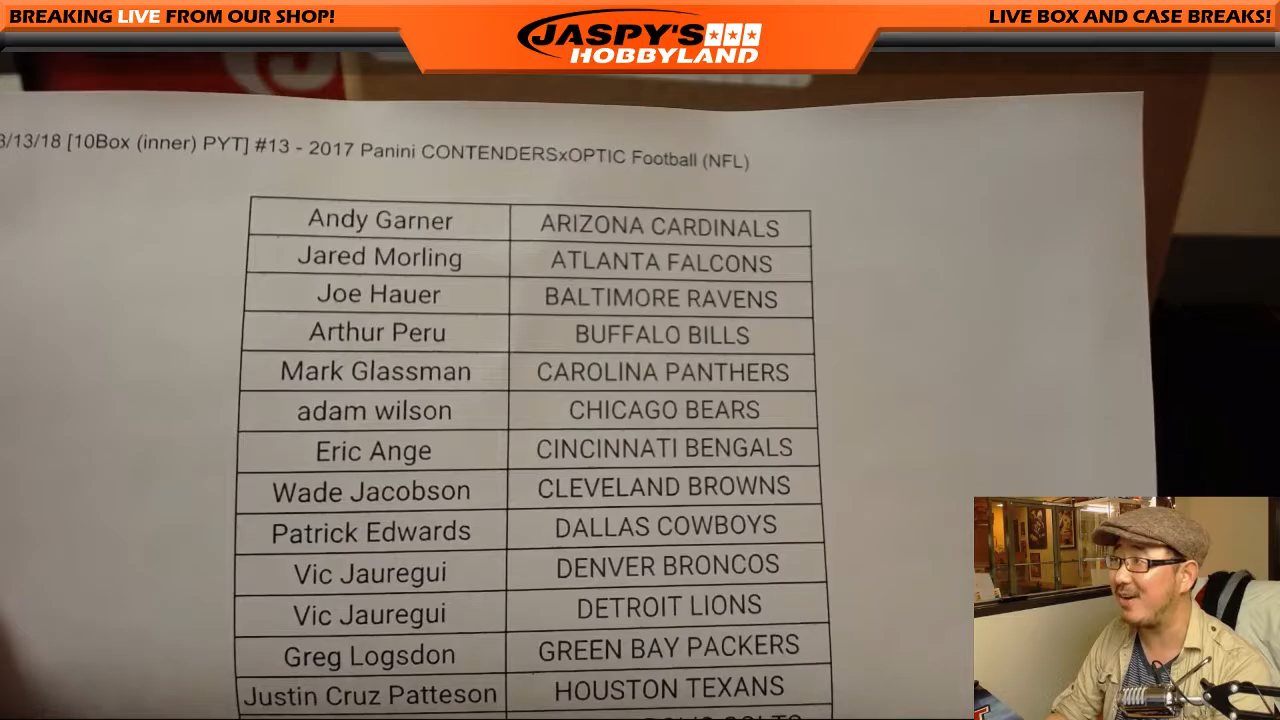 BREAKING LIVE FROM OUR SHOP!
JASPY'S
HOBBYLAND
LIVE BOX AND CASE BREAKS!
3/13/18 [10Box (inner) PYT] #13 - 2017 Panini CONTENDERSxOPTIC Football (NFL)
Andy Garner ARIZONA CARDINALS
Jared Morling ATLANTA FALCONS
Joe Hauer BALTIMORE RAVENS
Arthur Peru BUFFALO BILLS
Mark Glassman CAROLINA PANTHERS
adam wilson CHICAGO BEARS
Eric Ange CINCINNATI BENGALS
Wade Jacobson CLEVELAND BROWNS
Patrick Edwards DALLAS COWBOYS
Vic Jauregui DENVER BRONCOS
Vic Jauregui DETROIT LIONS
Greg Logsdon GREEN BAY PACKERS
Justin Cruz Patteson HOUSTON TEXANS